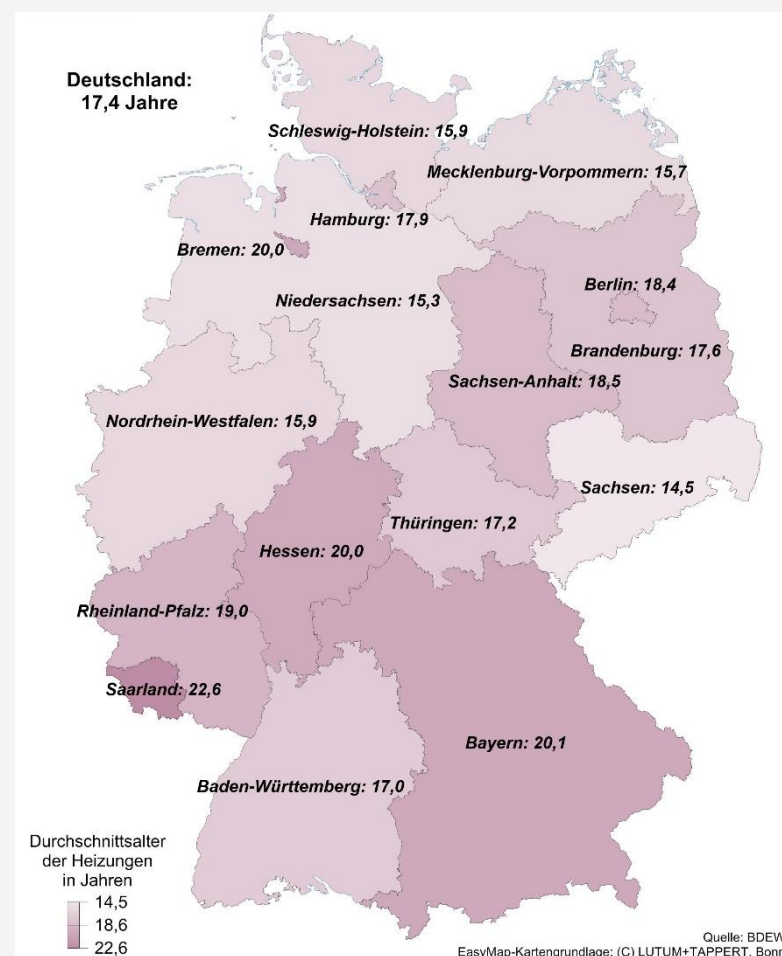 Deutschland:
17,4 Jahre
Schleswig-Holstein: 15,9
Mecklenburg-Vorpommern: 15,7
Hamburg: 17,9
Bremen: 20,0
Berlin: 18,4
Niedersachsen: 15,3
Brandenburg: 17,6
Sachsen-Anhalt: 18,5
Nordrhein-Westfalen: 15,9
Sachsen: 14,5
Thüringen: 17,2
Hessen: 20,0
Rheinland-Pfalz: 19,0
Saarland: 22,6
Bayern: 20,1
Baden-Württemberg: 17,0
Durchschnittsalter
der Heizungen
in Jahren
14,5
18,6
22,6
Quelle: BDEW
EasyMap-Kartengrundlage: (C) LUTUM+TAPPERT, Bonn